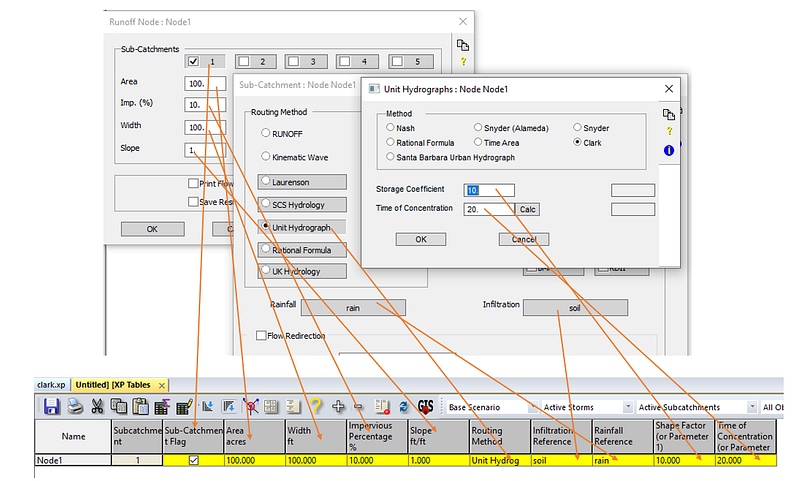 Runoff Node : Node1
Sub-Catchments
1
2
3
4
5
Area
100.
Imp. (%)
10.
Width
100.
Slope
1.
Print Flow
Save Res
OK
Sub-Catchment : Node Node1
Routing Method
RUNOFF
Kinematic Wave
Laurenson
SCS Hydrology
Unit Hydrograph
Rational Formula
UK Hydrology
Rainfall
rain
Infiltration
soil
Flow Redirection
Unit Hydrographs : Node Node1
Method
Nash
Snyder (Alameda)
Snyder
Rational Formula
Time Area
Clark
Santa Barbara Urban Hydrograph
Storage Coefficient
10.
Time of Concentration
20.
Calc
OK
Cancel
clark.xp
Untitled] [XP Tables
GIS
Base Scenario
Active Storms
Active Subcatchments
All Ob
Name
Subcatchme
nt
Sub-Catchmen
t Flag
Area
acres
Width
ft
Impervious
Percentage
%
Slope
ft/ft
Routing
Method
Infiltration
Reference
Rainfall
Reference
Shape Factor
(or Parameter
1)
Time of
Concentration
(or Parameter
Node1
1
100.000
100.000
10.000
1.000
Unit Hydrog
soil
rain
10.000
20.000